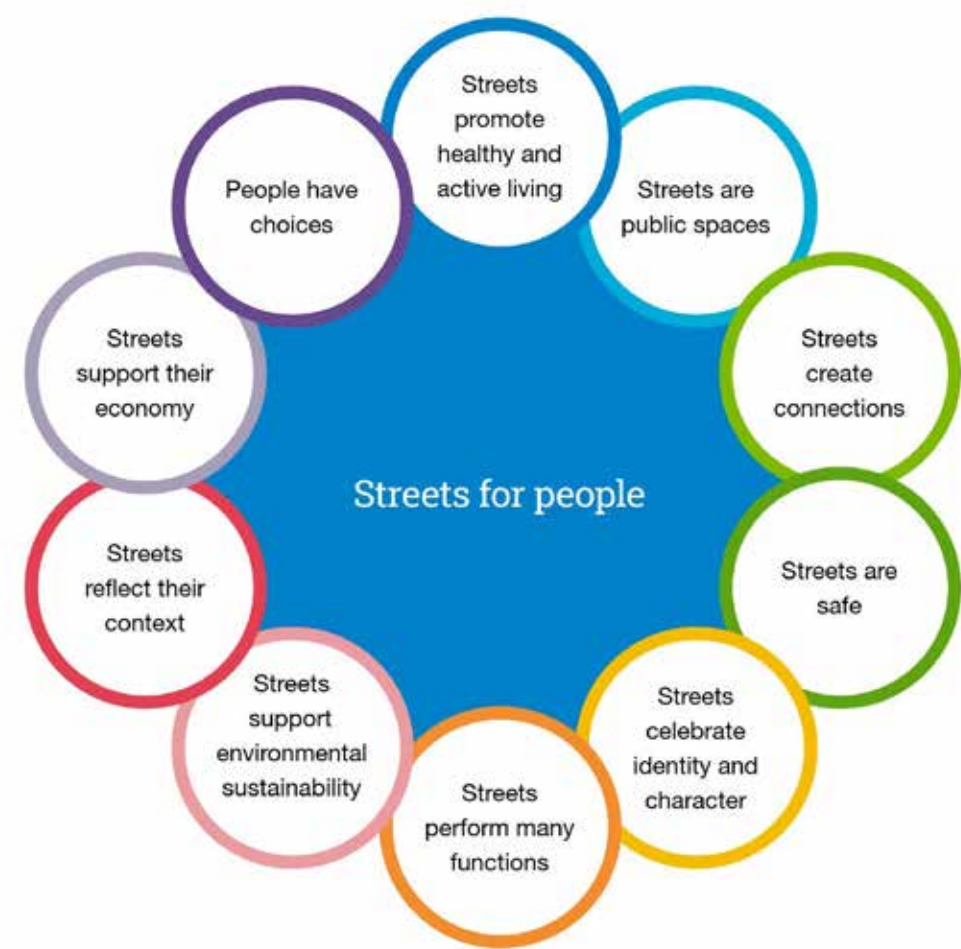 Streets
promote
healthy and
active living
Streets are
public spaces
Streets
create
connections
Streets are
safe
Streets
celebrate
identity and
character
Streets
perform many
functions
Streets
support
environmental
sustainability
Streets
reflect their
context
Streets
support their
economy
People have
choices
Streets for people